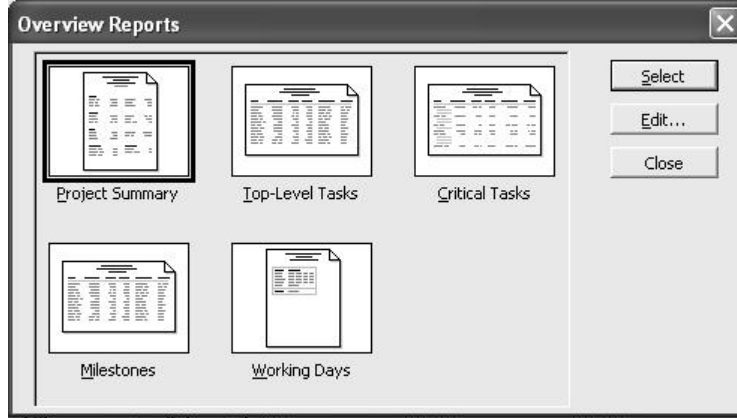 Overview Reports
Select
Edit...
Close
Project Summary
Top-Level Tasks
Critical Tasks
Milestones
Working Days